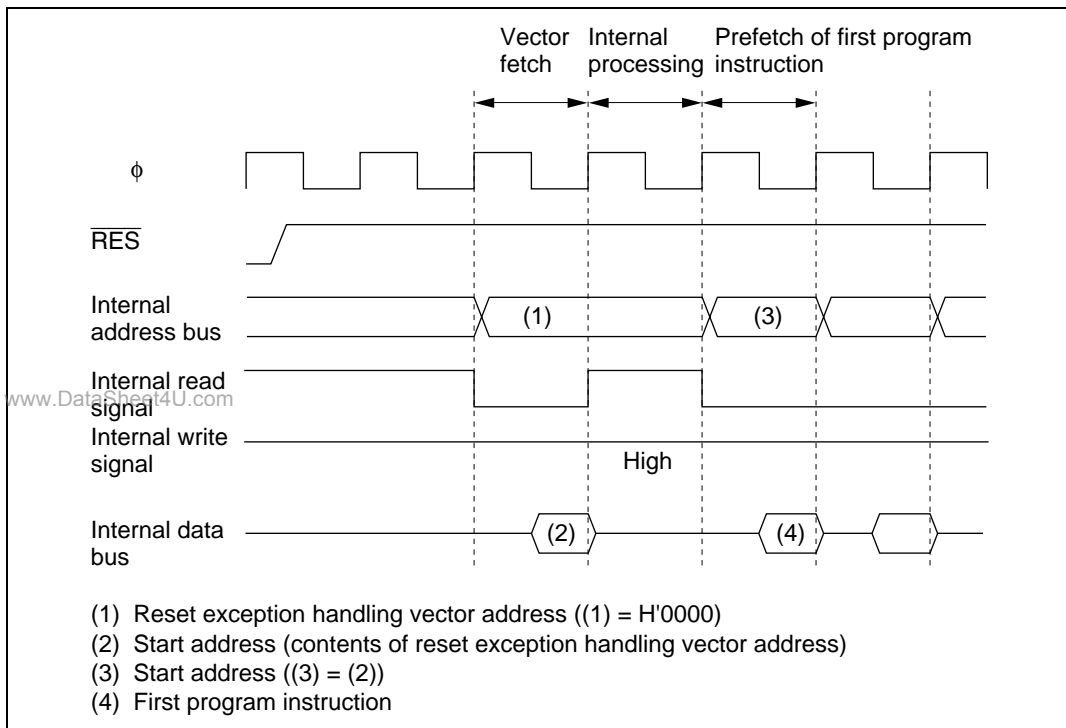 Vector fetch
Internal processing
Prefetch of first program instruction
ϕ
RES
Internal address bus
(1)
(3)
Internal read signal
www.DataSheet4U.com
Internal write signal
High
Internal data bus
(2)
(4)
(1) Reset exception handling vector address ((1) = H'0000)
(2) Start address (contents of reset exception handling vector address)
(3) Start address ((3) = (2))
(4) First program instruction